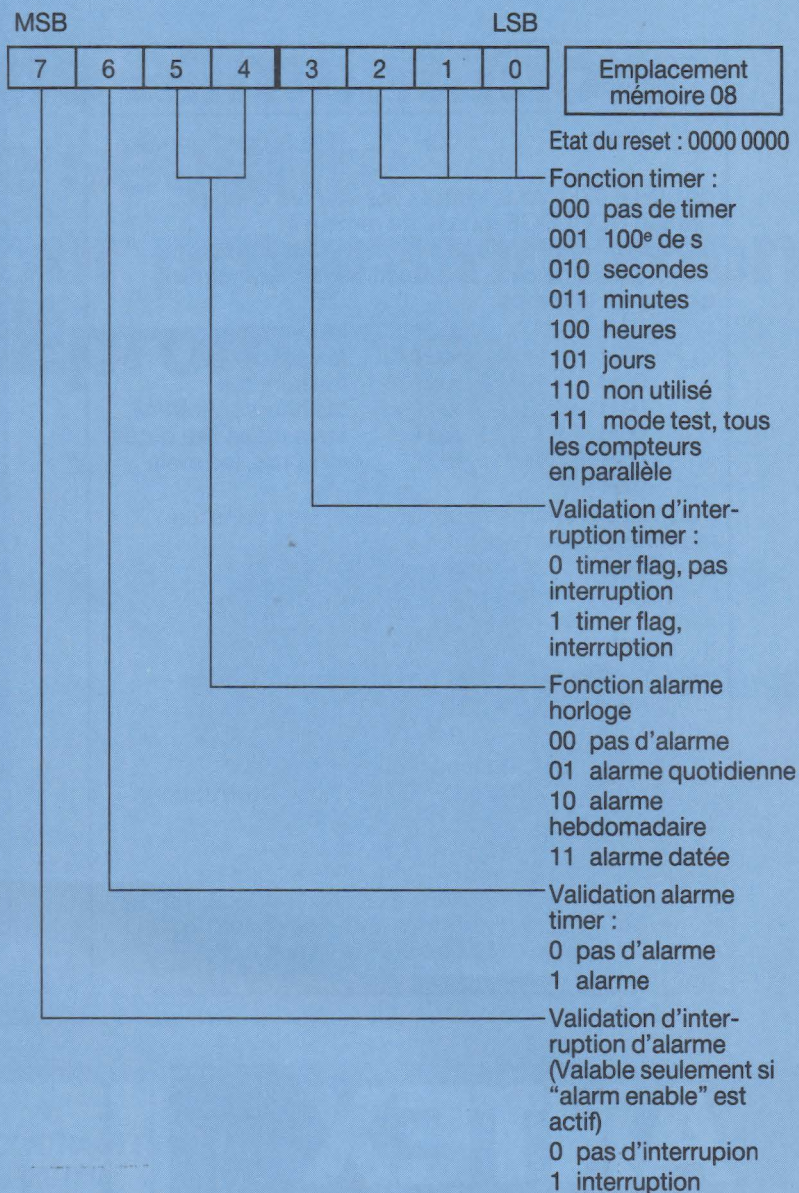 MSB LSB
7 6 5 4 3 2 1 0
Emplacement
mémoire 08
Etat du reset : 0000 0000
Fonction timer :
000 pas de timer
001 100e de s
010 secondes
011 minutes
100 heures
101 jours
110 non utilisé
111 mode test, tous
les compteurs
en parallèle
Validation d'inter-
ruption timer :
0 timer flag, pas
interruption
1 timer flag,
interruption
Fonction alarme
horloge
00 pas d'alarme
01 alarme quotidienne
10 alarme
hebdomadaire
11 alarme datée
Validation alarme
timer :
0 pas d'alarme
1 alarme
Validation d'inter-
ruption d'alarme
(Valable seulement si
“alarm enable” est
actif)
0 pas d'interrupion
1 interruption